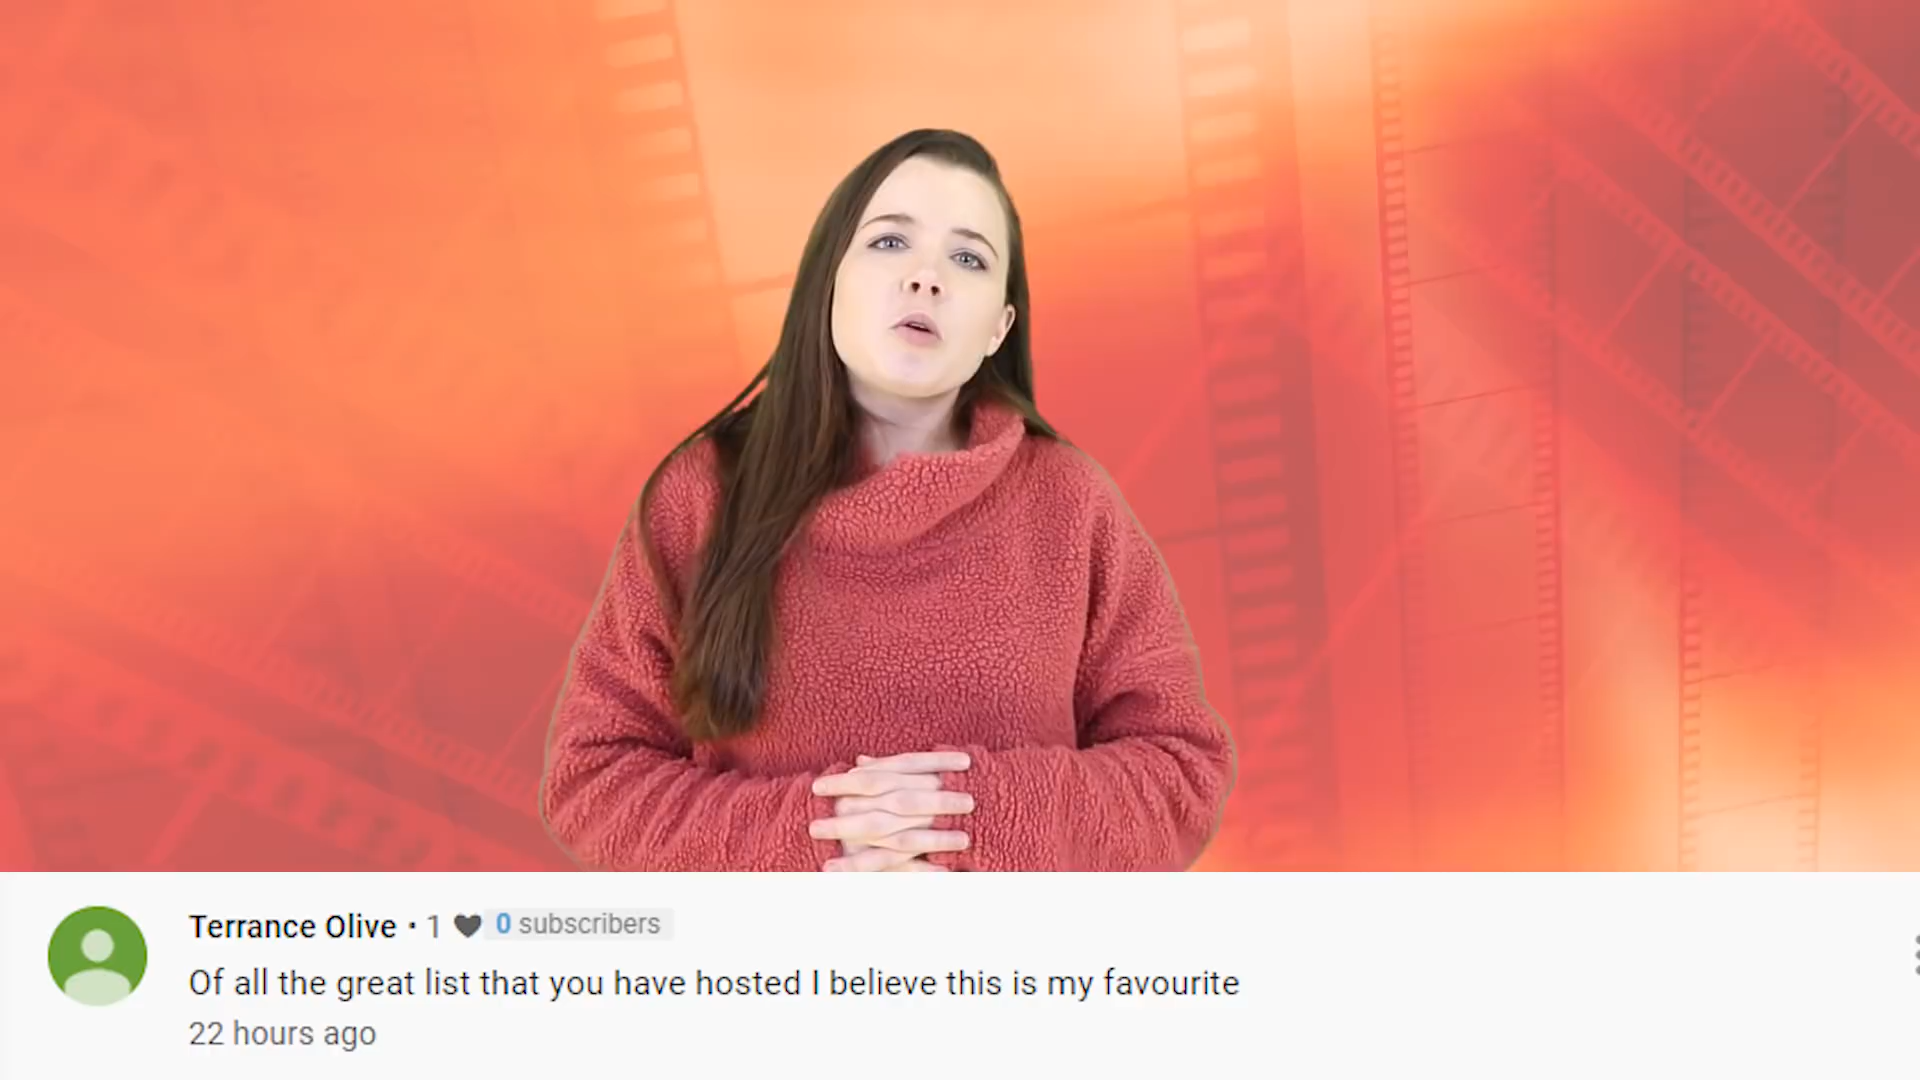 Terrance Olive • 1 0 subscribers
Of all the great list that you have hosted I believe this is my favourite
22 hours ago